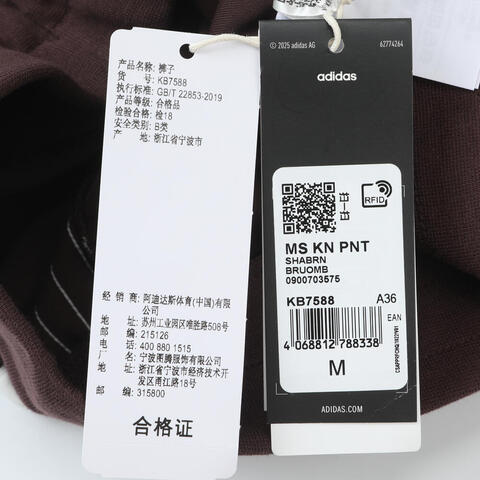 产品名称: 裤子
货 号: KB7588
执行标准: GB/T 22853-2019
产品等级: 合格品
检验合格: 检18
安全类别: B类
产 地: 浙江省宁波市
经 销 商: 阿迪达斯体育(中国)有限公司
地 址: 苏州工业园区唯胜路508号
邮 编: 215126
电 话: 400 880 1515
厂 名: 宁波图腾服饰有限公司
地 址: 浙江省宁波市经济技术开发区甬江路18号
邮 编: 315800
合格证
© 2025 adidas AG
62774264
adidas
RFID
MS KN PNT
SHABRN
BRUOMB
0900703575
KB7588 A36
EAN
4 068812 788338
M
ADIDAS.COM